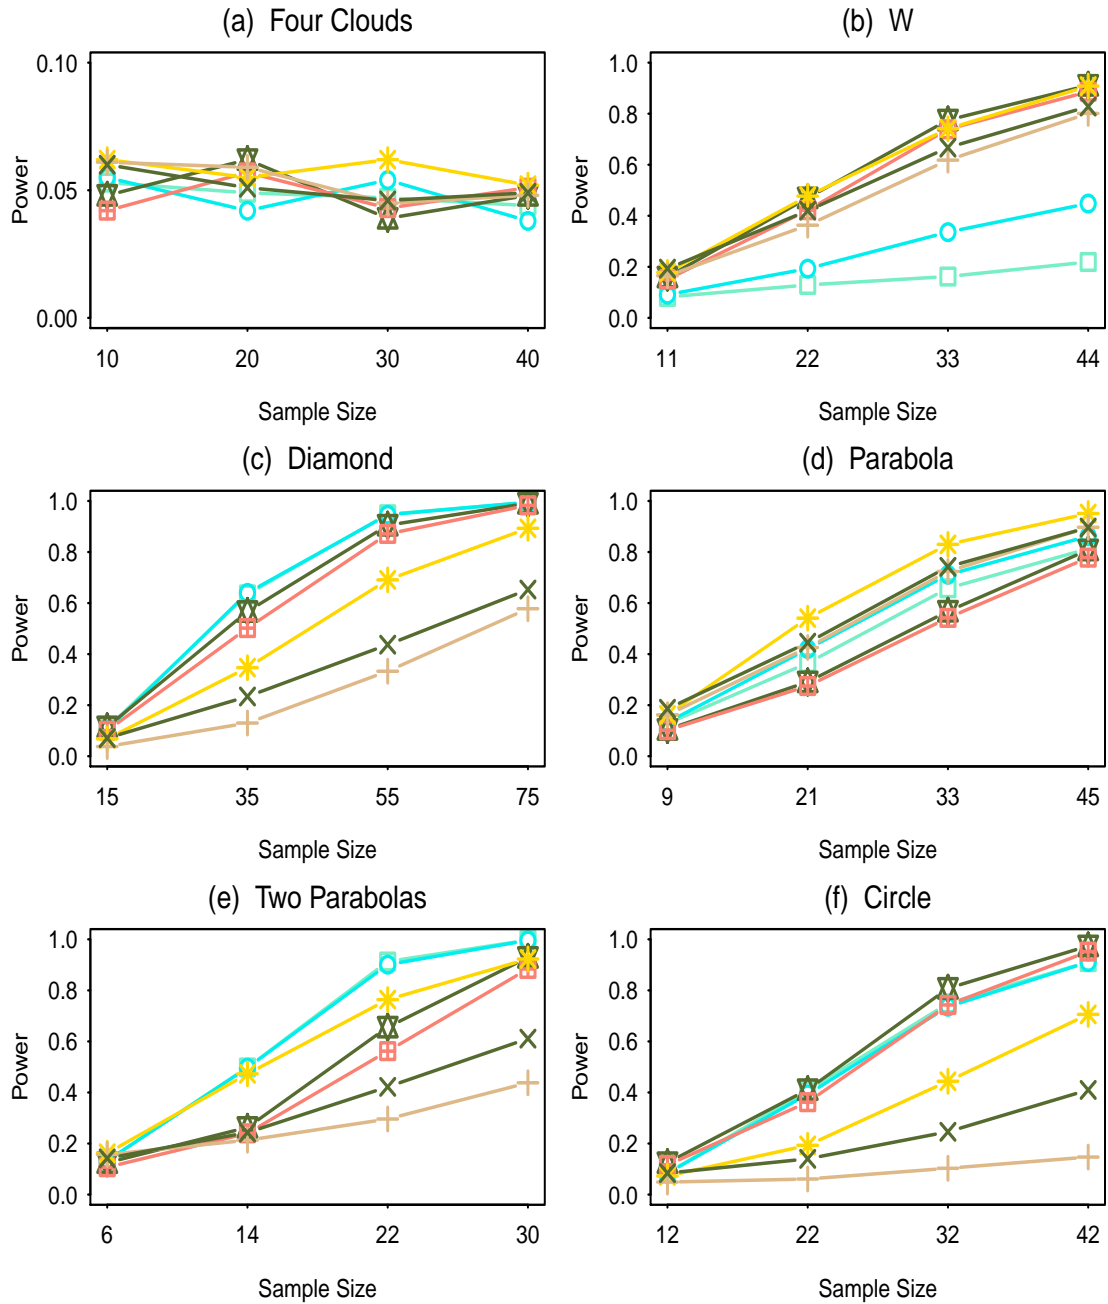 (a) Four Clouds
Power
0.10
0.05
0.00
10 20 30 40
Sample Size
(b) W
Power
1.0
0.8
0.6
0.4
0.2
0.0
11 22 33 44
Sample Size
(c) Diamond
Power
1.0
0.8
0.6
0.4
0.2
0.0
15 35 55 75
Sample Size
(d) Parabola
Power
1.0
0.8
0.6
0.4
0.2
0.0
9 21 33 45
Sample Size
(e) Two Parabolas
Power
1.0
0.8
0.6
0.4
0.2
0.0
6 14 22 30
Sample Size
(f) Circle
Power
1.0
0.8
0.6
0.4
0.2
0.0
12 22 32 42
Sample Size